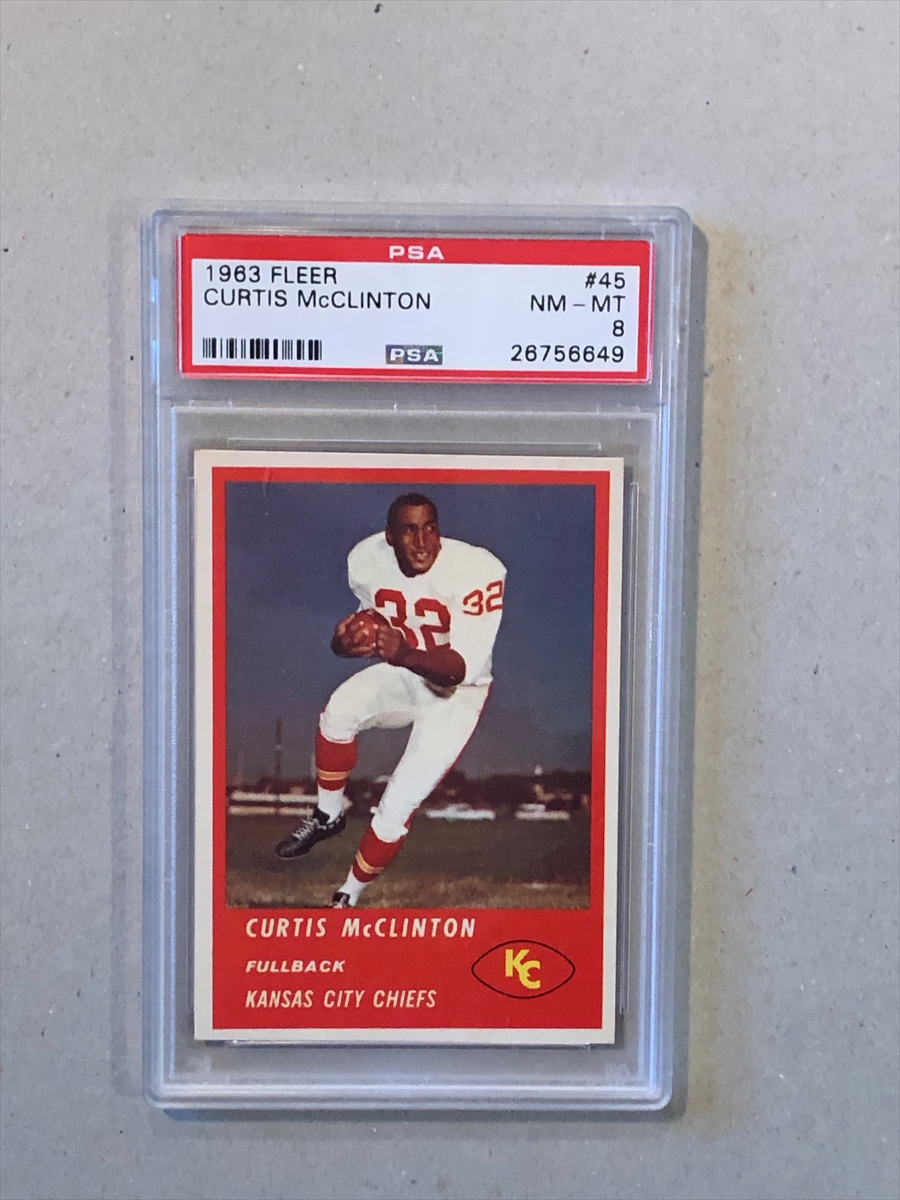 PSA
1963 FLEER #45
CURTIS McCLINTON NM – MT
8
PSA 26756649
32 32
CURTIS McCLINTON
FULLBACK
KANSAS CITY CHIEFS
KC